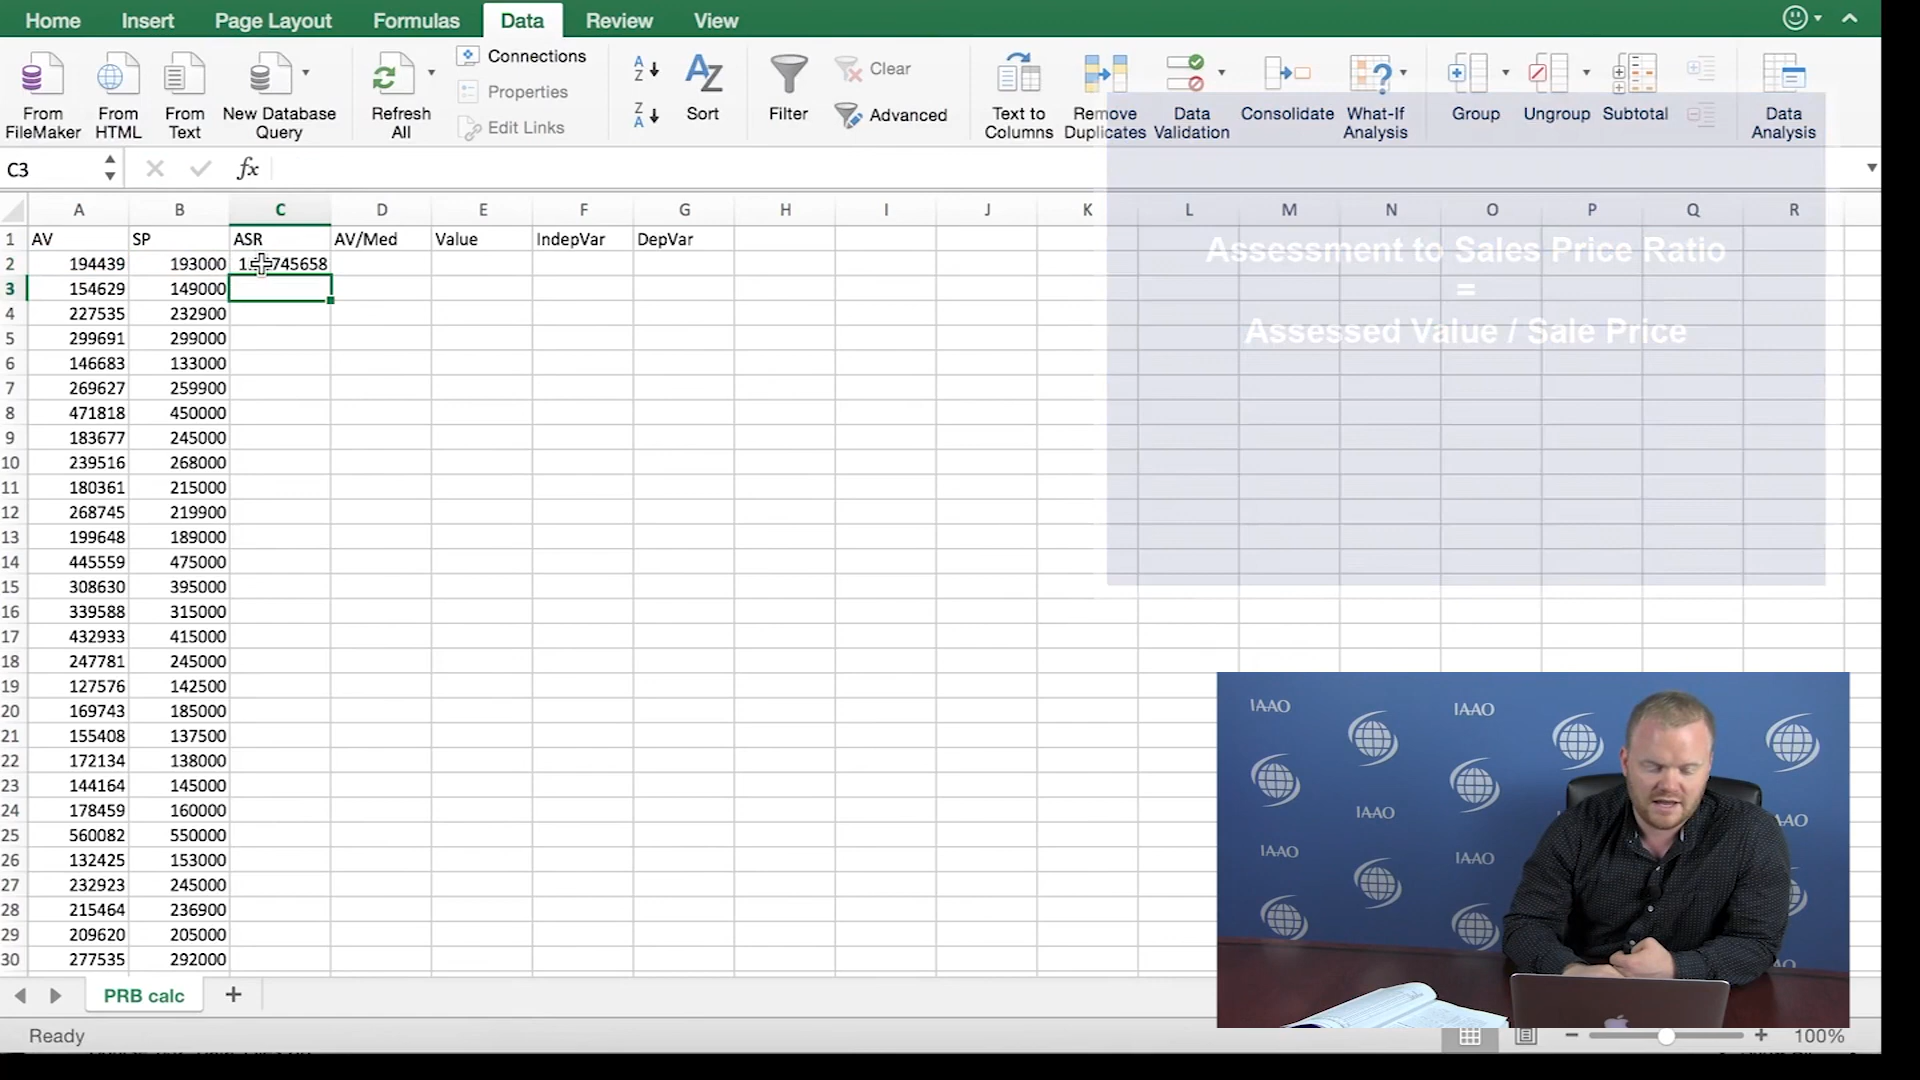 Home Insert Page Layout Formulas Data Review View
From FileMaker
From HTML
From Text
New Database Query
Refresh All
Connections
Properties
Edit Links
A Z
Z A
Sort
Filter
Clear
Advanced
Text to Columns
Remove Duplicates
Data Validation
Consolidate
What-If Analysis
Group
Ungroup
Subtotal
Data Analysis
C3 fx
A B C D E F G H I J K L M N O P Q R
1 AV SP ASR AV/Med Value IndepVar DepVar
2 194439 193000
3 154629 149000
4 227535 232900
5 299691 299000
6 146683 133000
7 269627 259900
8 471818 450000
9 183677 245000
10 239516 268000
11 180361 215000
12 268745 219900
13 199648 189000
14 445559 475000
15 308630 395000
16 339588 315000
17 432933 415000
18 247781 245000
19 127576 142500
20 169743 185000
21 155408 137500
22 172134 138000
23 144164 145000
24 178459 160000
25 560082 550000
26 132425 153000
27 232923 245000
28 215464 236900
29 209620 205000
30 277535 292000
Assessment to Sales Price Ratio
=
Assessed Value / Sale Price
IAAO IAAO
IAAO IAAO
IAAO IAAO
PRB calc
Ready 100%